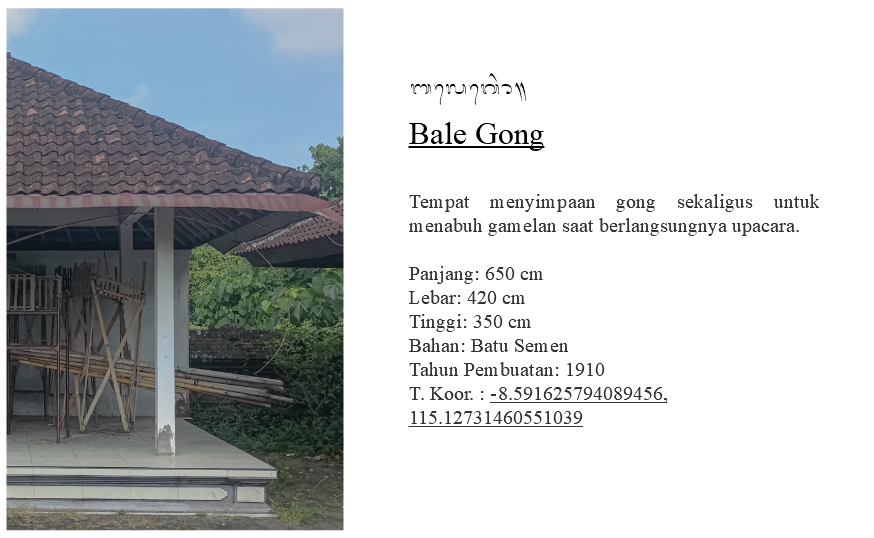 ᬩᬮᬾᬕᭀᬂ᭟
Bale Gong
Tempat menyimpaan gong sekaligus untuk
menabuh gamelan saat berlangsungnya upacara.
Panjang: 650 cm
Lebar: 420 cm
Tinggi: 350 cm
Bahan: Batu Semen
Tahun Pembuatan: 1910
T. Koor. : -8.591625794089456,
115.12731460551039